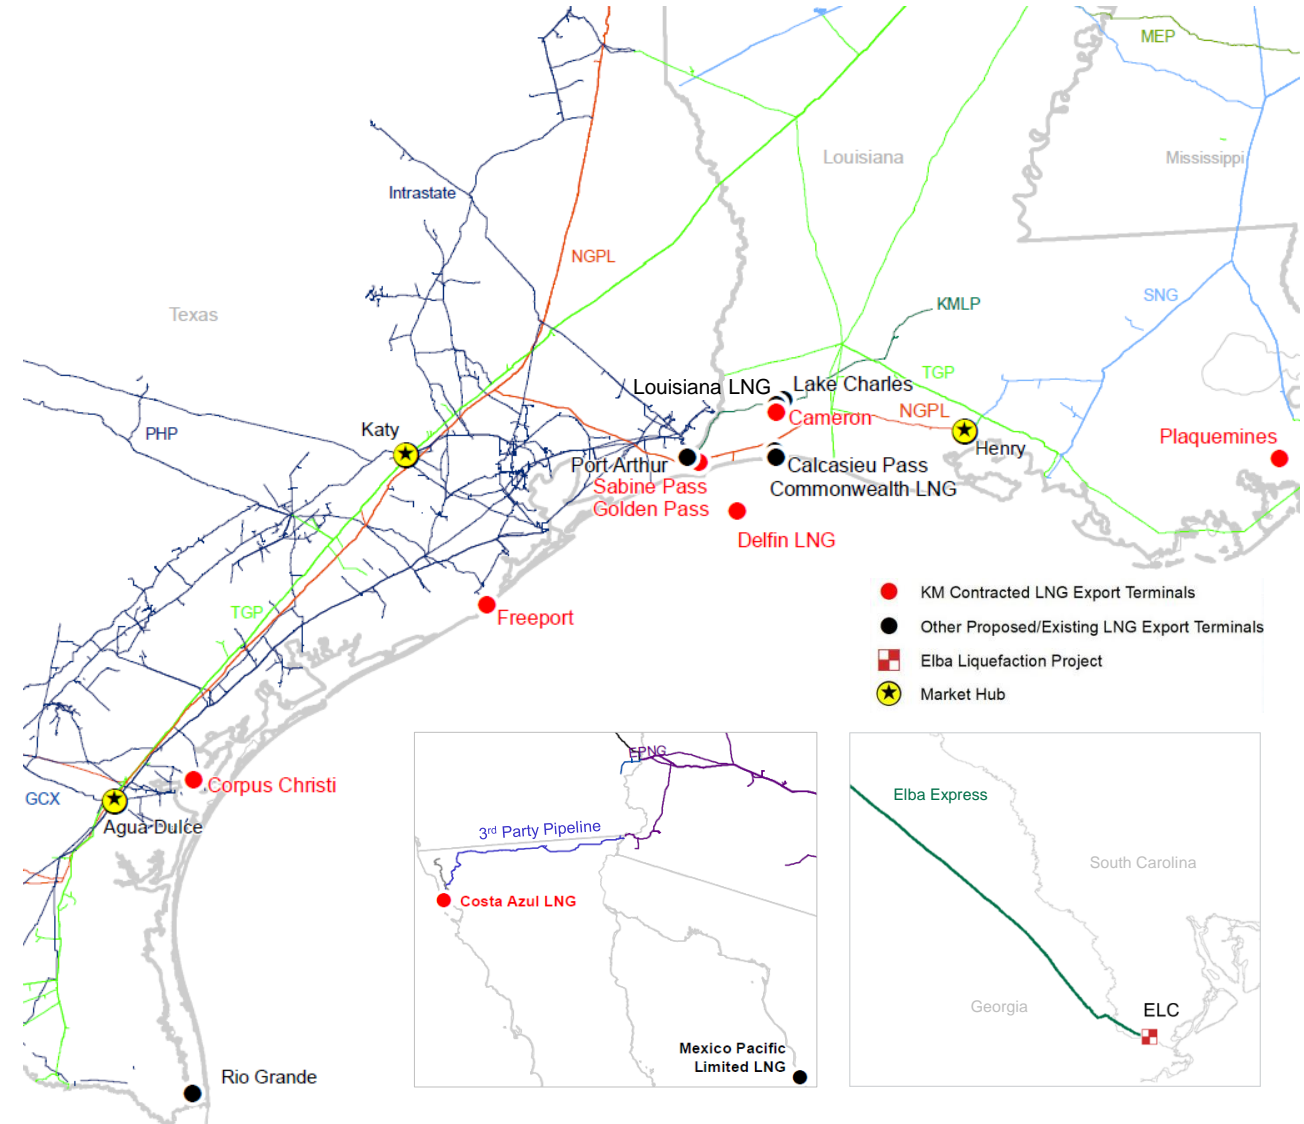 MEP
Louisiana
Mississippi
Intrastate
NGPL
Texas
SNG
KMLP
TGP
Louisiana LNG
Lake Charles
NGPL
Cameron
PHP
Katy
Henry
Plaquemines
Port Arthur
Calcasieu Pass
Sabine Pass
Commonwealth LNG
Golden Pass
Delfin LNG
TGP
Freeport
KM Contracted LNG Export Terminals
Other Proposed/Existing LNG Export Terminals
Elba Liquefaction Project
Market Hub
GCX
Corpus Christi
Agua Dulce
EPNG
3rd Party Pipeline
Costa Azul LNG
Mexico Pacific
Limited LNG
Elba Express
South Carolina
Georgia
ELC
Rio Grande